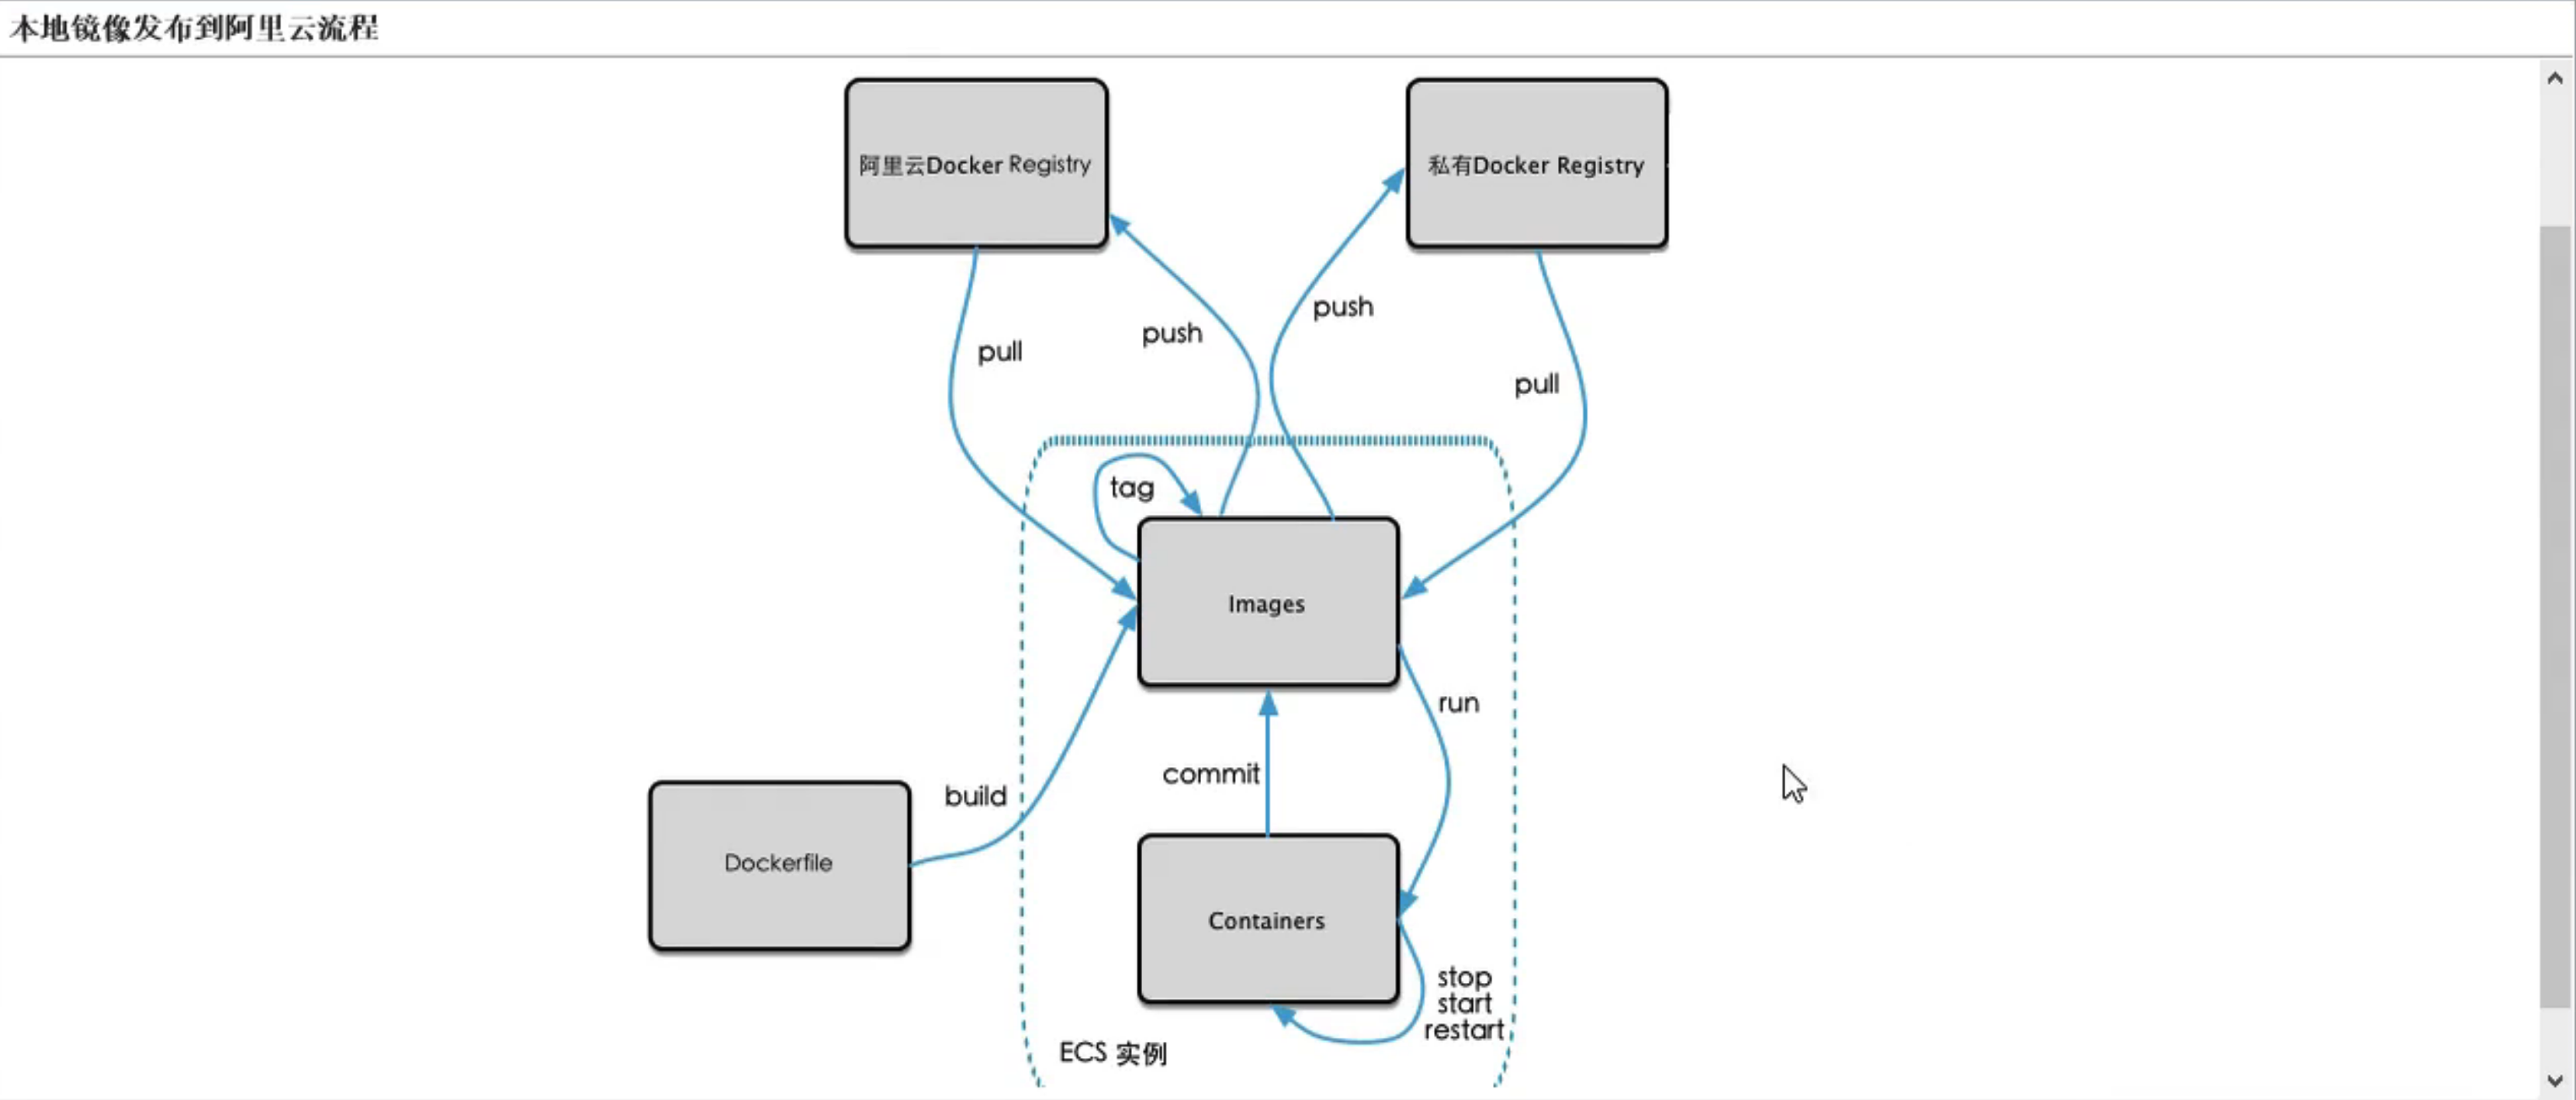 本地镜像发布到阿里云流程
阿里云Docker Registry
私有Docker Registry
push
push
pull
pull
tag
Images
run
commit
build
Dockerfile
Containers
stop
start
restart
ECS 实例